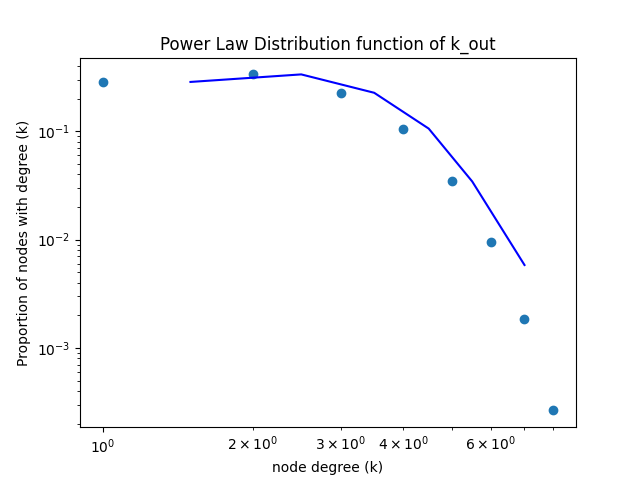 Power Law Distribution function of k_out
Proportion of nodes with degree (k)
10⁻¹
10⁻²
10⁻³
10⁰
2 × 10⁰
3 × 10⁰
4 × 10⁰
6 × 10⁰
node degree (k)